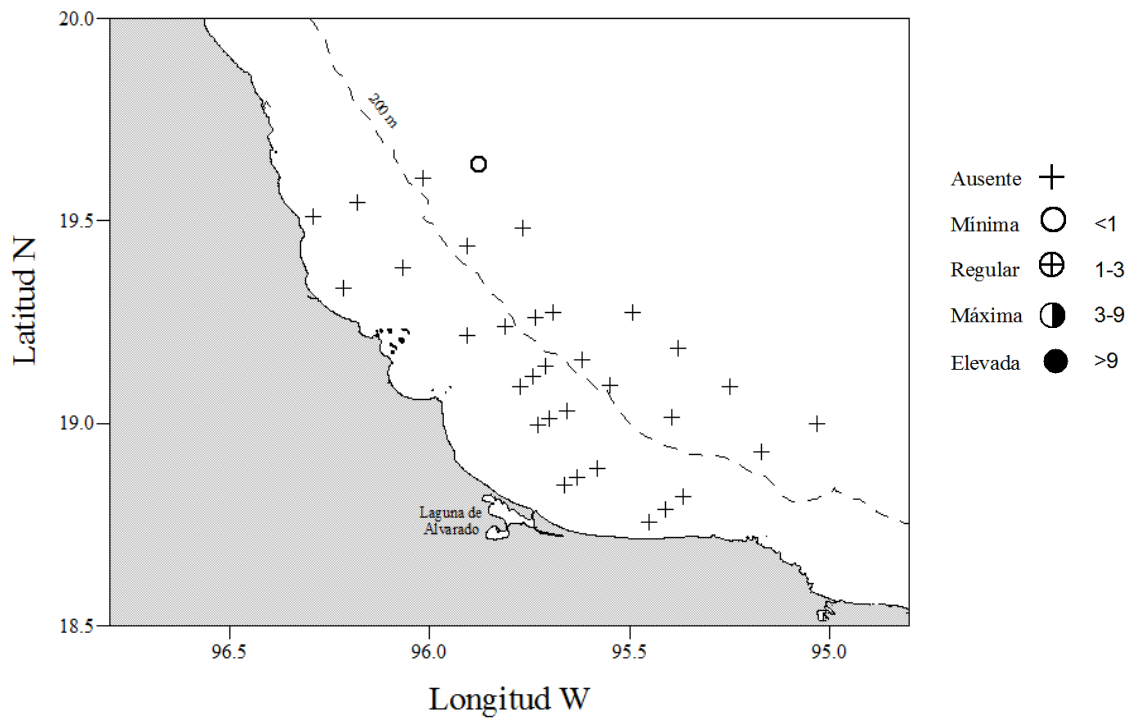 20.0
19.5
19.0
18.5
Latitud N
96.5
96.0
95.5
95.0
Longitud W
200 m
Laguna de
Alvarado
Ausente
Mínima <1
Regular 1-3
Máxima 3-9
Elevada >9